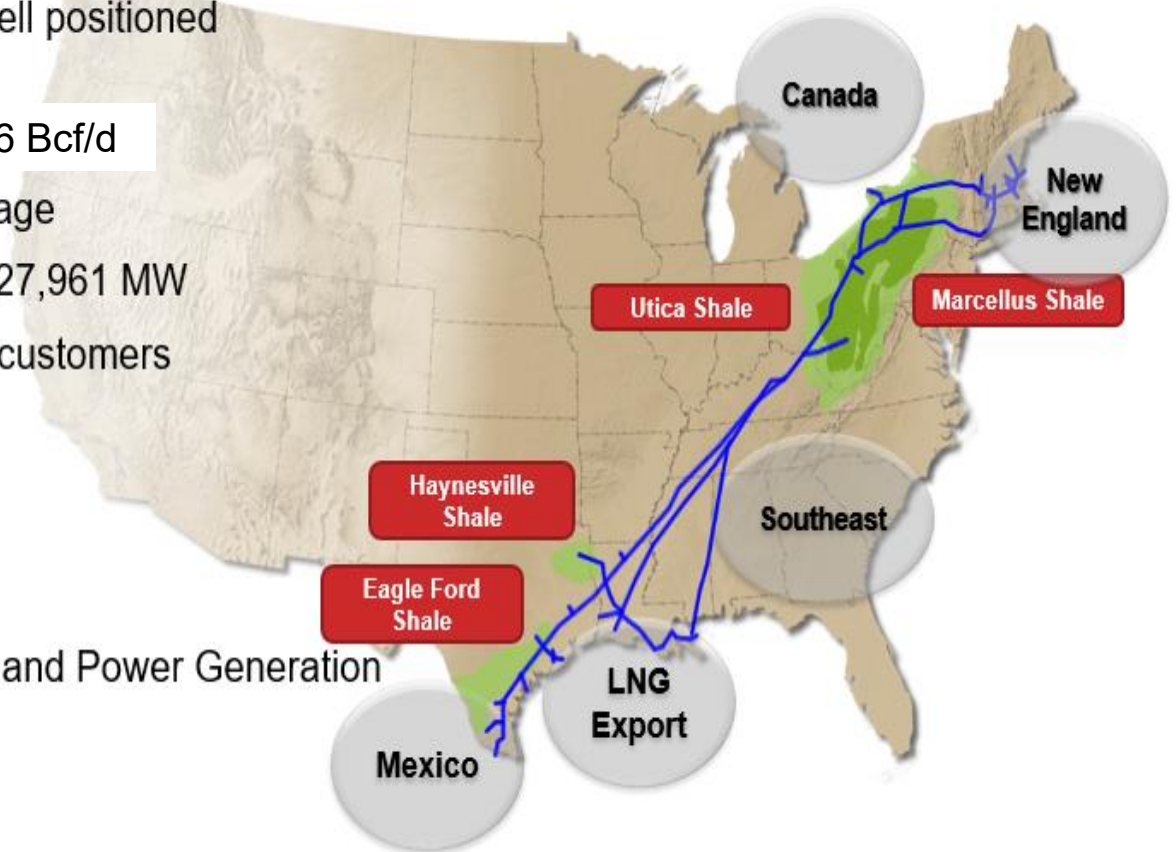 ell positioned
6 Bcf/d
age
27,961 MW
customers
and Power Generation
Canada
New
England
Utica Shale
Marcellus Shale
Haynesville
Shale
Southeast
Eagle Ford
Shale
LNG
Export
Mexico